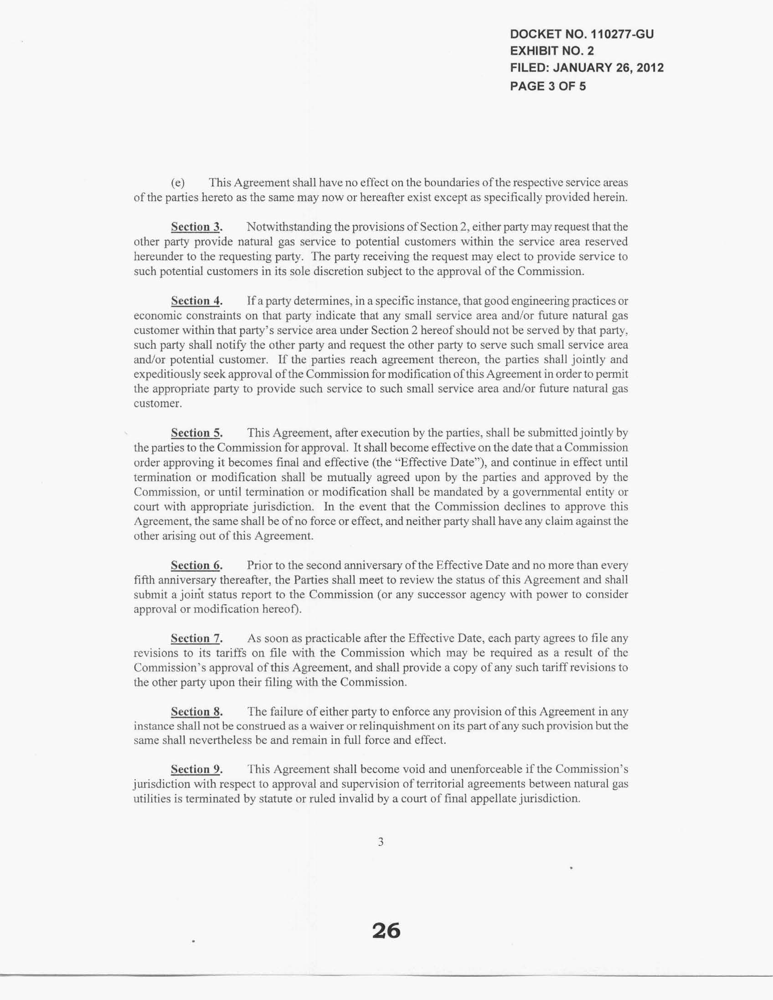 DOCKET NO. 110277-GU
EXHIBIT NO. 2
FILED: JANUARY 26, 2012
PAGE 3 OF 5
(e) This Agreement shall have no effect on the boundaries of the respective service areas
of the parties hereto as the same may now or hereafter exist except as specifically provided herein.
Section 3. Notwithstanding the provisions of Section 2, either party may request that the
other party provide natural gas service to potential customers within the service area reserved
hereunder to the requesting party. The party receiving the request may elect to provide service to
such potential customers in its sole discretion subject to the approval of the Commission.
Section 4. If a party determines, in a specific instance, that good engineering practices or
economic constraints on that party indicate that any small service area and/or future natural gas
customer within that party's service area under Section 2 hereof should not be served by that party,
such party shall notify the other party and request the other party to serve such small service area
and/or potential customer. If the parties reach agreement thereon, the parties shall jointly and
expeditiously seek approval of the Commission for modification of this Agreement in order to permit
the appropriate party to provide such service to such small service area and/or future natural gas
customer.
Section 5. This Agreement, after execution by the parties, shall be submitted jointly by
the parties to the Commission for approval. It shall become effective on the date that a Commission
order approving it becomes final and effective (the “Effective Date”), and continue in effect until
termination or modification shall be mutually agreed upon by the parties and approved by the
Commission, or until termination or modification shall be mandated by a governmental entity or
court with appropriate jurisdiction. In the event that the Commission declines to approve this
Agreement, the same shall be of no force or effect, and neither party shall have any claim against the
other arising out of this Agreement.
Section 6. Prior to the second anniversary of the Effective Date and no more than every
fifth anniversary thereafter, the Parties shall meet to review the status of this Agreement and shall
submit a joint status report to the Commission (or any successor agency with power to consider
approval or modification hereof).
Section 7. As soon as practicable after the Effective Date, each party agrees to file any
revisions to its tariffs on file with the Commission which may be required as a result of the
Commission's approval of this Agreement, and shall provide a copy of any such tariff revisions to
the other party upon their filing with the Commission.
Section 8. The failure of either party to enforce any provision of this Agreement in any
instance shall not be construed as a waiver or relinquishment on its part of any such provision but the
same shall nevertheless be and remain in full force and effect.
Section 9. This Agreement shall become void and unenforceable if the Commission's
jurisdiction with respect to approval and supervision of territorial agreements between natural gas
utilities is terminated by statute or ruled invalid by a court of final appellate jurisdiction.
3
26